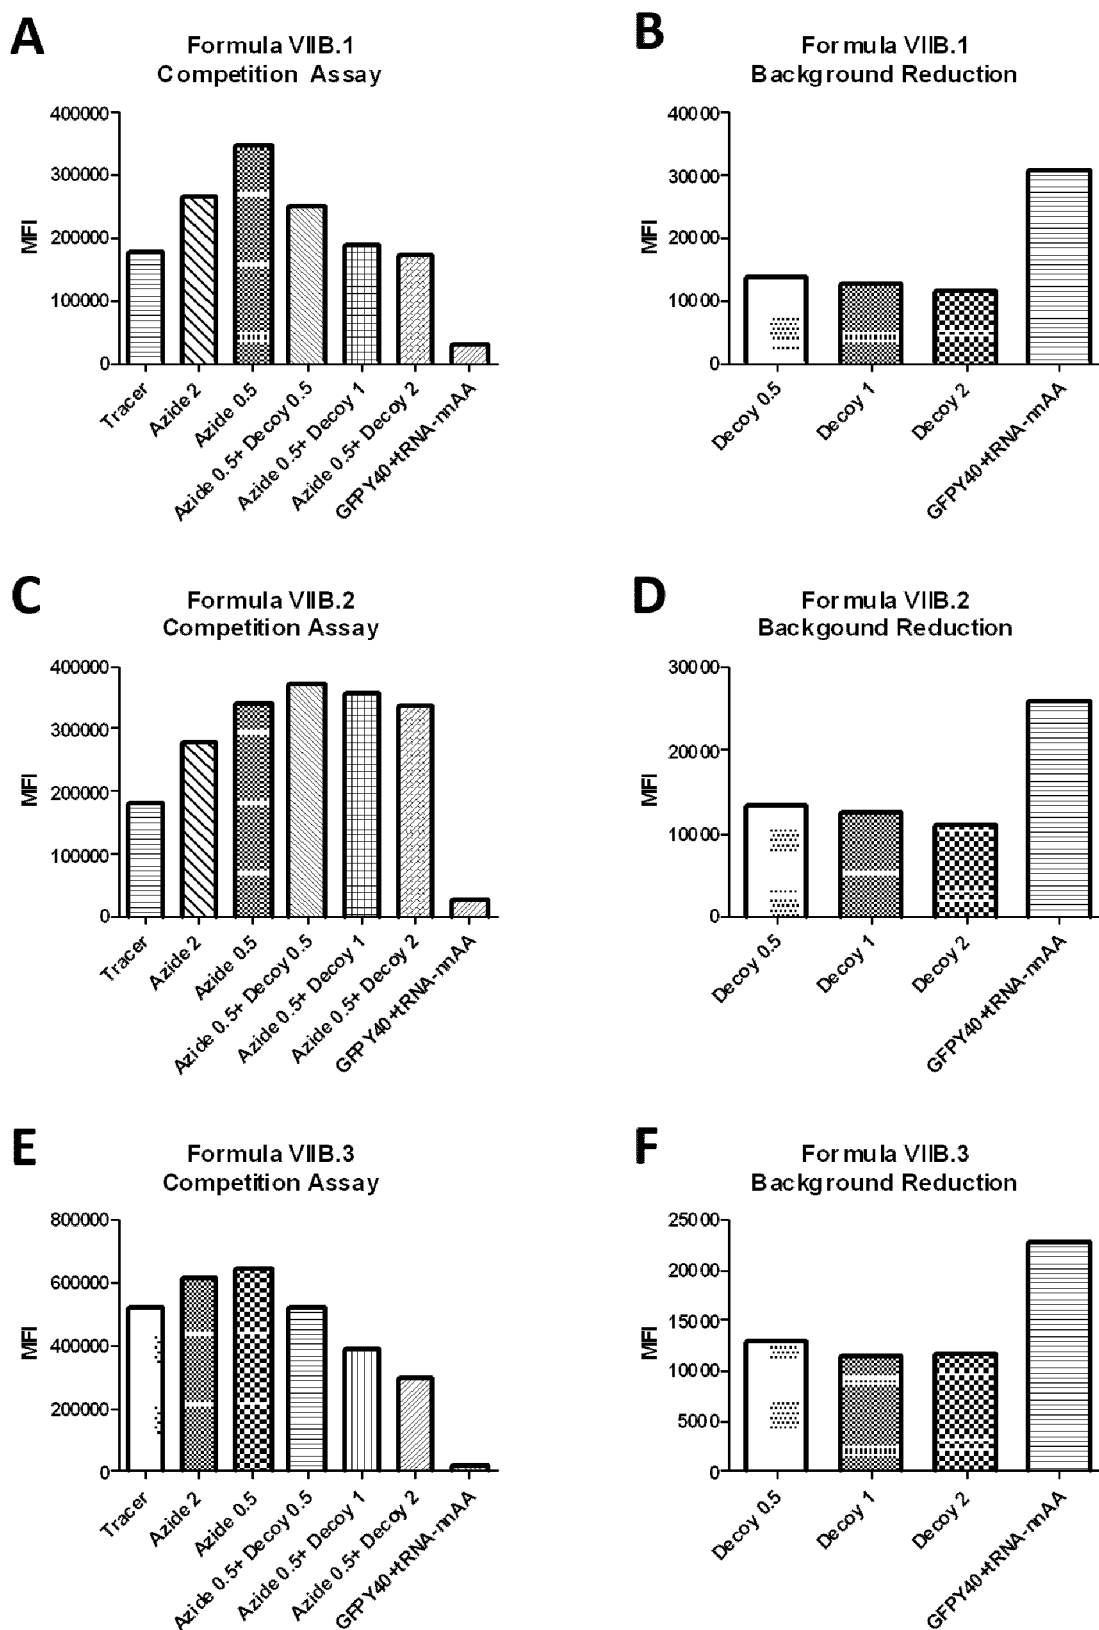 A
Formula VIIB.1
Competition Assay
400000
300000
200000
100000
0
MFI
Tracer
Azide 2
Azide 0.5
Azide 0.5+ Decoy 0.5
Azide 0.5+ Decoy 1
Azide 0.5+ Decoy 2
GFPY40+tRNA-nnAA
B
Formula VIIB.1
Background Reduction
40000
30000
20000
10000
0
MFI
Decoy 0.5
Decoy 1
Decoy 2
GFPY40+tRNA-nnAA
C
Formula VIIB.2
Competition Assay
400000
300000
200000
100000
0
MFI
Tracer
Azide 2
Azide 0.5
Azide 0.5+ Decoy 0.5
Azide 0.5+ Decoy 1
Azide 0.5+ Decoy 2
GFPY40+tRNA-nnAA
D
Formula VIIB.2
Backgound Reduction
30000
20000
10000
0
MFI
Decoy 0.5
Decoy 1
Decoy 2
GFPY40+tRNA-nnAA
E
Formula VIIB.3
Competition Assay
800000
600000
400000
200000
0
MFI
Tracer
Azide 2
Azide 0.5
Azide 0.5+ Decoy 0.5
Azide 0.5+ Decoy 1
Azide 0.5+ Decoy 2
GFPY40+tRNA-nnAA
F
Formula VIIB.3
Background Reduction
25000
20000
15000
10000
5000
0
MFI
Decoy 0.5
Decoy 1
Decoy 2
GFPY40+tRNA-nnAA